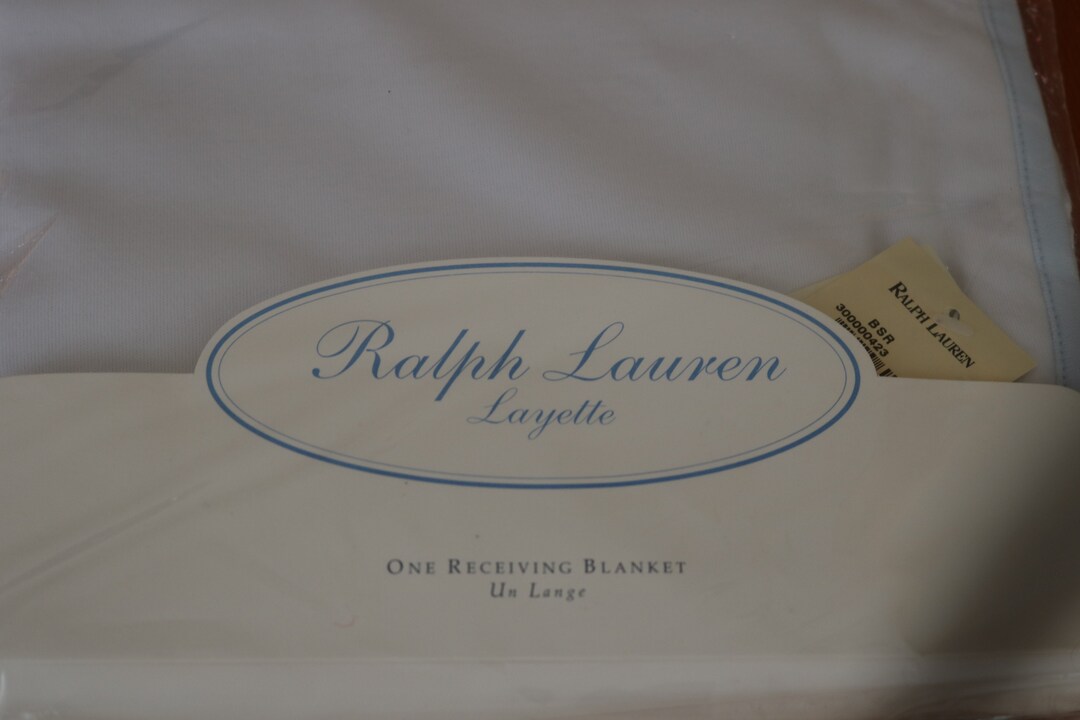 Ralph Lauren
Layette
ONE RECEIVING BLANKET
Un Lange
RALPH LAUREN
BSR
300000423